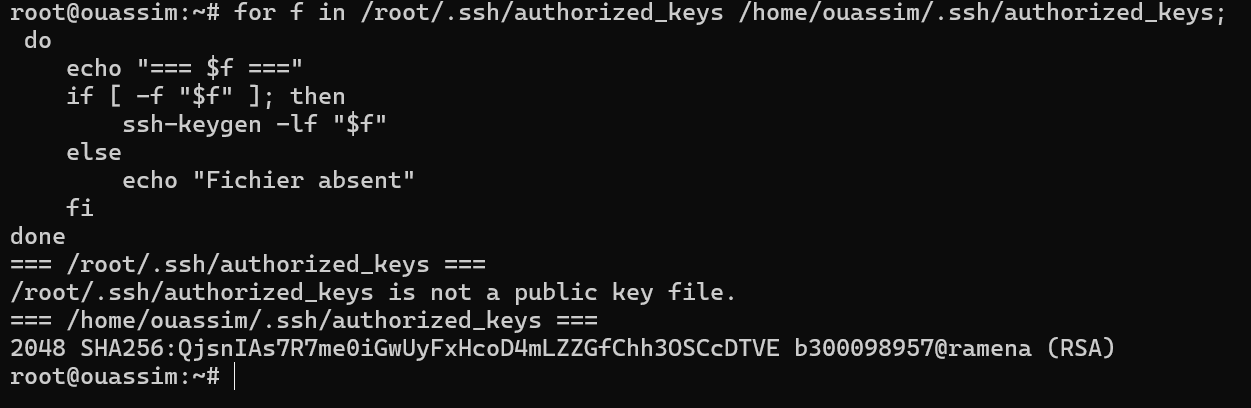 root@ouassim:~# for f in /root/.ssh/authorized_keys /home/ouassim/.ssh/authorized_keys;
 do
    echo "=== $f ==="
    if [ -f "$f" ]; then
        ssh-keygen -lf "$f"
    else
        echo "Fichier absent"
    fi
done
=== /root/.ssh/authorized_keys ===
/root/.ssh/authorized_keys is not a public key file.
=== /home/ouassim/.ssh/authorized_keys ===
2048 SHA256:QjsnIAs7R7me0iGwUyFxHcoD4mLZZGfChh3OSCcDTVE b300098957@ramena (RSA)
root@ouassim:~#